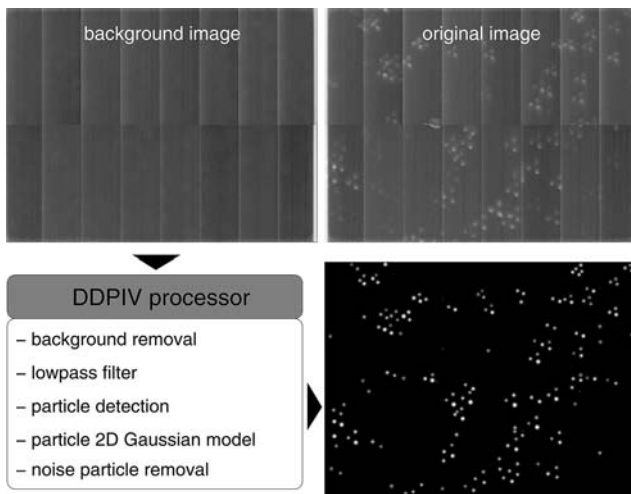 background image
original image
DDPIV processor
– background removal
– lowpass filter
– particle detection
– particle 2D Gaussian model
– noise particle removal